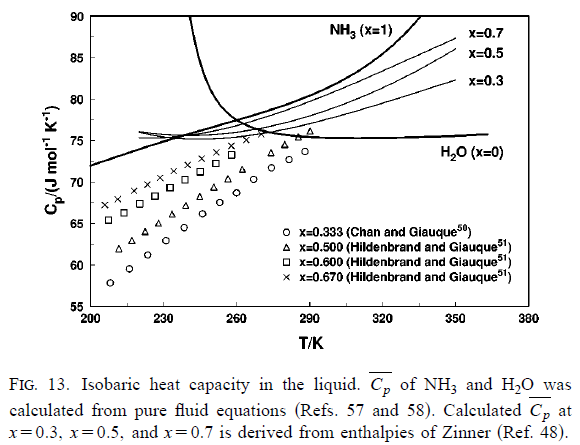 90
85
80
75
70
65
60
55
Cp/(J mol⁻¹ K⁻¹)
NH₃ (x=1)
x=0.7
x=0.5
x=0.3
H₂O (x=0)
○ x=0.333 (Chan and Giauque⁵⁰)
△ x=0.500 (Hildenbrand and Giauque⁵¹)
□ x=0.600 (Hildenbrand and Giauque⁵¹)
× x=0.670 (Hildenbrand and Giauque⁵¹)
200 230 260 290 320 350 380
T/K
FIG. 13. Isobaric heat capacity in the liquid. C̅p̅ of NH₃ and H₂O was
calculated from pure fluid equations (Refs. 57 and 58). Calculated C̅p̅ at
x=0.3, x=0.5, and x=0.7 is derived from enthalpies of Zinner (Ref. 48).